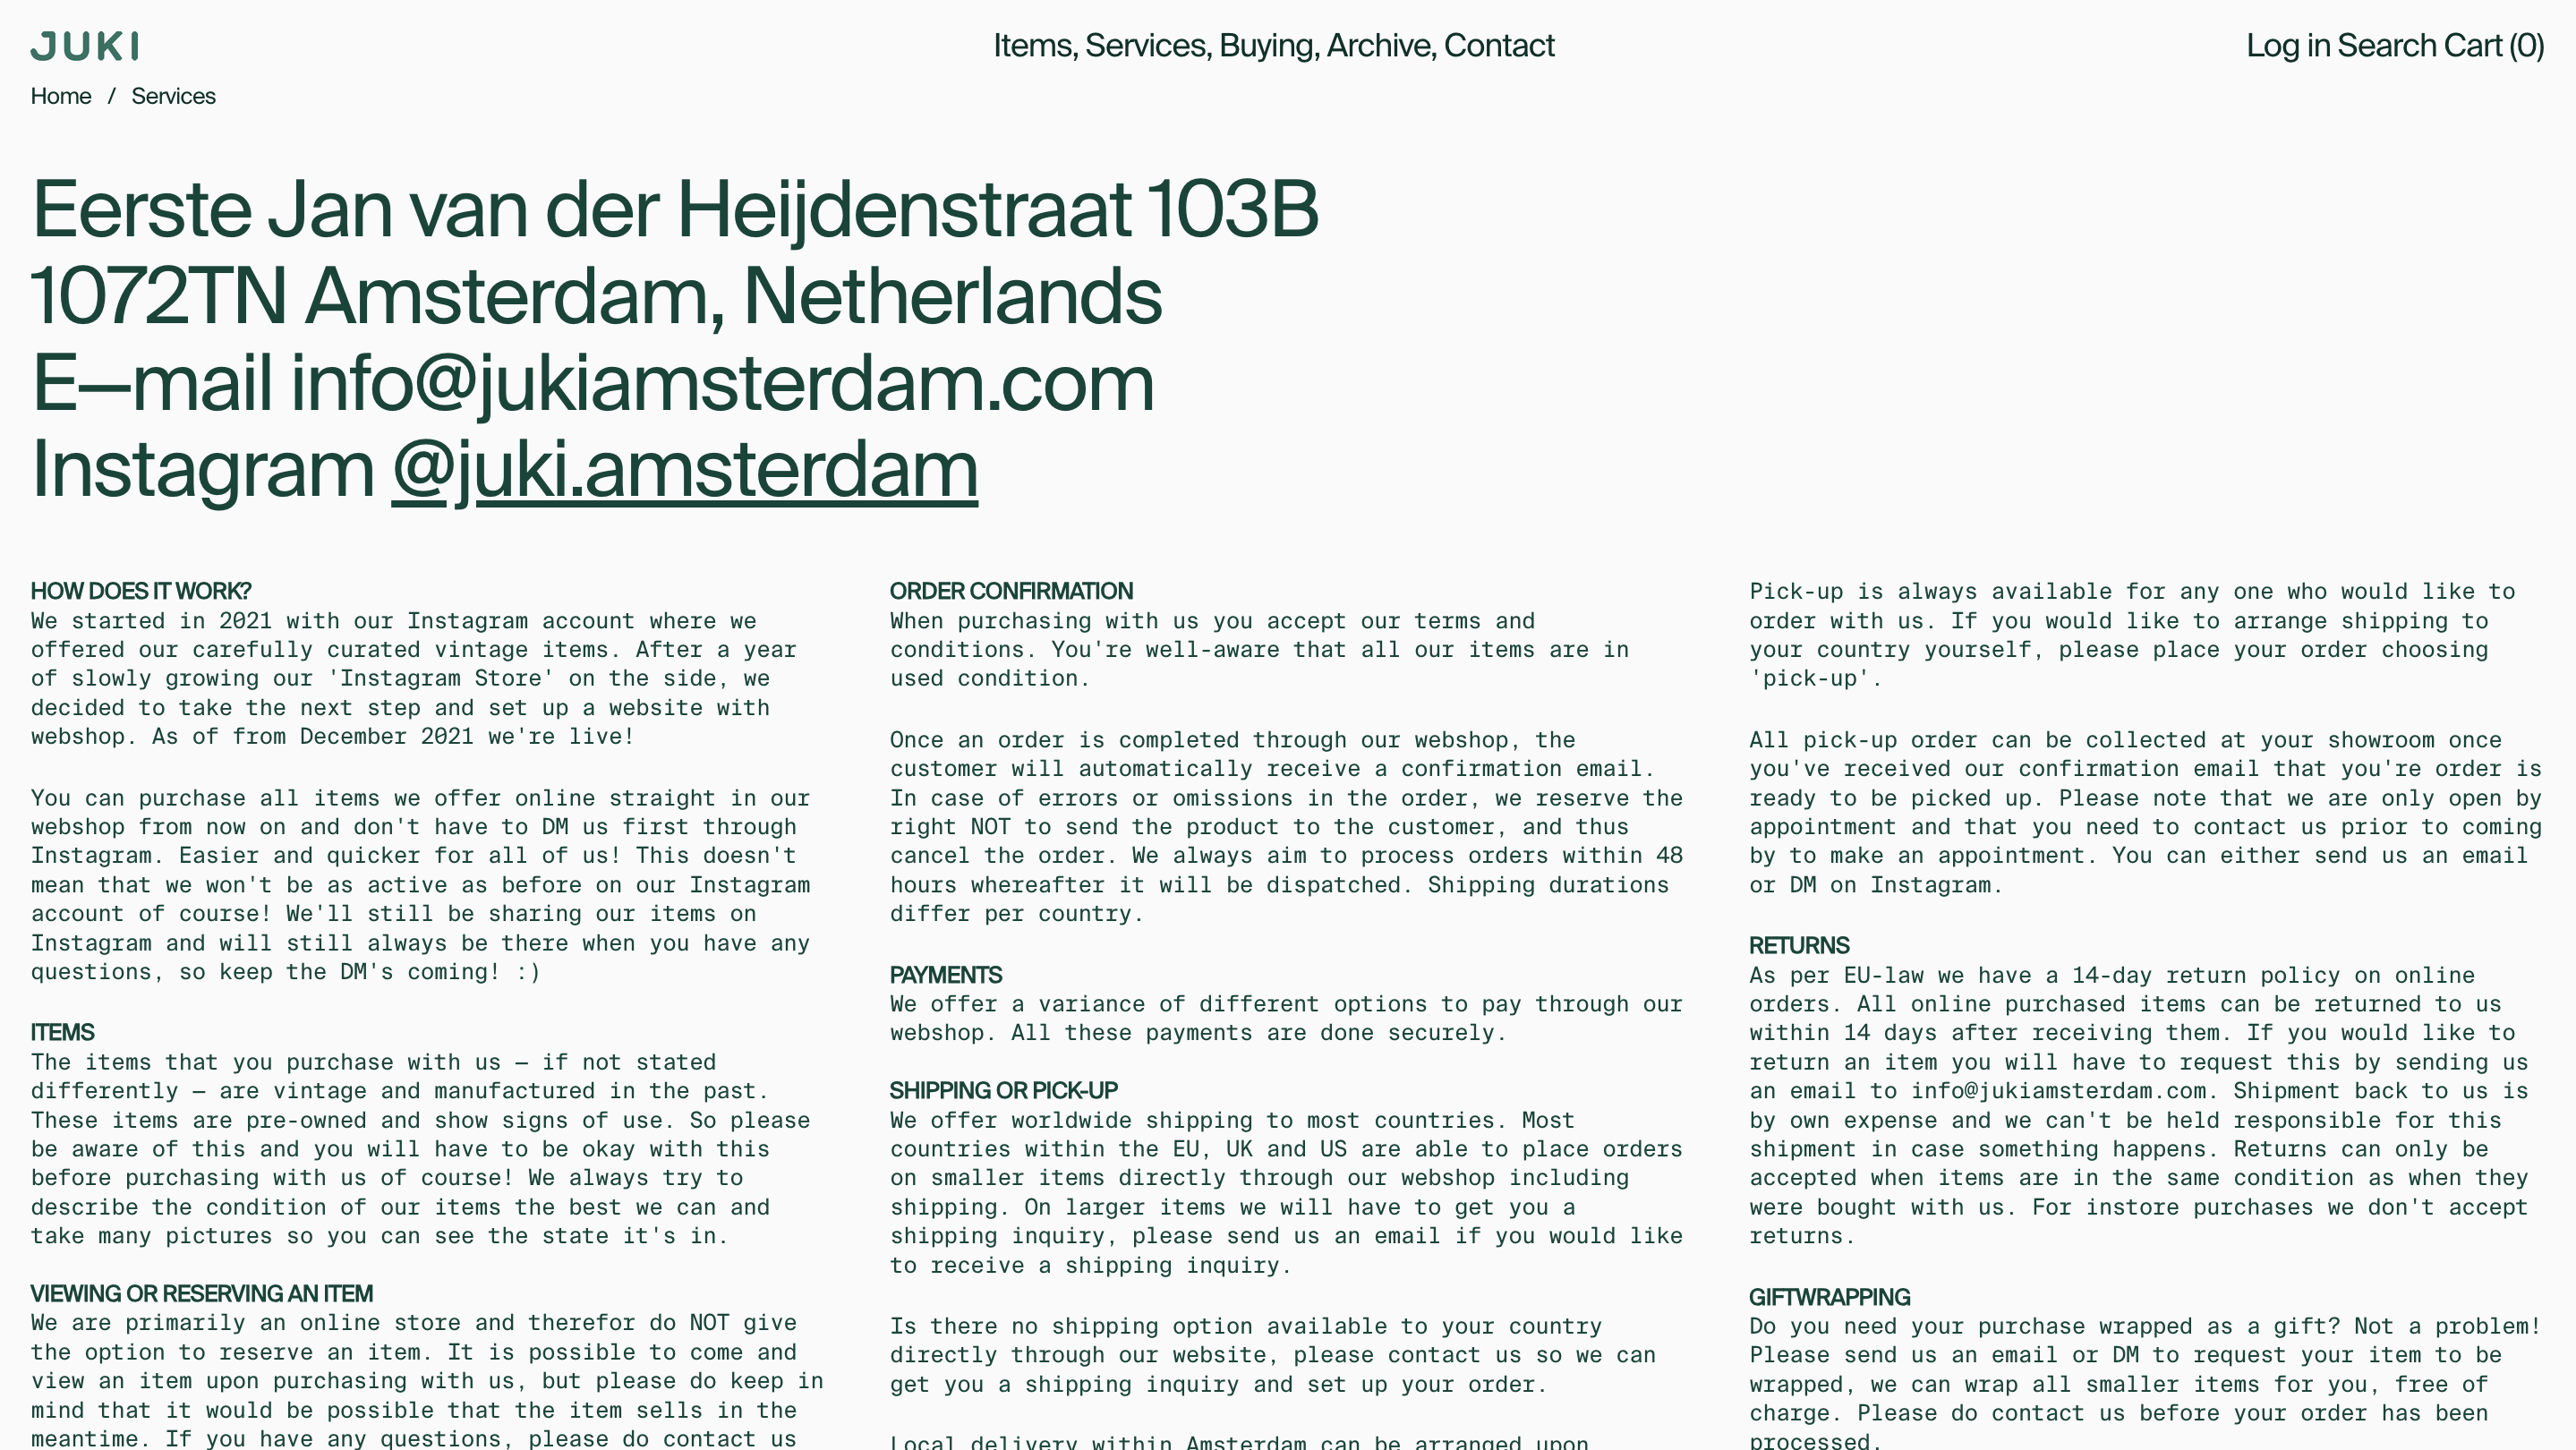 JUKI
Items, Services, Buying, Archive, Contact
Log in Search Cart (0)
Home / Services
Eerste Jan van der Heijdenstraat 103B
1072TN Amsterdam, Netherlands
E—mail info@jukiamsterdam.com
Instagram @juki.amsterdam
HOW DOES IT WORK?
We started in 2021 with our Instagram account where we
offered our carefully curated vintage items. After a year
of slowly growing our 'Instagram Store' on the side, we
decided to take the next step and set up a website with
webshop. As of from December 2021 we're live!
You can purchase all items we offer online straight in our
webshop from now on and don't have to DM us first through
Instagram. Easier and quicker for all of us! This doesn't
mean that we won't be as active as before on our Instagram
account of course! We'll still be sharing our items on
Instagram and will still always be there when you have any
questions, so keep the DM's coming! :)
ITEMS
The items that you purchase with us — if not stated
differently — are vintage and manufactured in the past.
These items are pre-owned and show signs of use. So please
be aware of this and you will have to be okay with this
before purchasing with us of course! We always try to
describe the condition of our items the best we can and
take many pictures so you can see the state it's in.
VIEWING OR RESERVING AN ITEM
We are primarily an online store and therefor do NOT give
the option to reserve an item. It is possible to come and
view an item upon purchasing with us, but please do keep in
mind that it would be possible that the item sells in the
meantime. If you have any questions, please do contact us
ORDER CONFIRMATION
When purchasing with us you accept our terms and
conditions. You're well-aware that all our items are in
used condition.
Once an order is completed through our webshop, the
customer will automatically receive a confirmation email.
In case of errors or omissions in the order, we reserve the
right NOT to send the product to the customer, and thus
cancel the order. We always aim to process orders within 48
hours whereafter it will be dispatched. Shipping durations
differ per country.
PAYMENTS
We offer a variance of different options to pay through our
webshop. All these payments are done securely.
SHIPPING OR PICK-UP
We offer worldwide shipping to most countries. Most
countries within the EU, UK and US are able to place orders
on smaller items directly through our webshop including
shipping. On larger items we will have to get you a
shipping inquiry, please send us an email if you would like
to receive a shipping inquiry.
Is there no shipping option available to your country
directly through our website, please contact us so we can
get you a shipping inquiry and set up your order.
Local delivery within Amsterdam can be arranged upon
Pick-up is always available for any one who would like to
order with us. If you would like to arrange shipping to
your country yourself, please place your order choosing
'pick-up'.
All pick-up order can be collected at your showroom once
you've received our confirmation email that you're order is
ready to be picked up. Please note that we are only open by
appointment and that you need to contact us prior to coming
by to make an appointment. You can either send us an email
or DM on Instagram.
RETURNS
As per EU-law we have a 14-day return policy on online
orders. All online purchased items can be returned to us
within 14 days after receiving them. If you would like to
return an item you will have to request this by sending us
an email to info@jukiamsterdam.com. Shipment back to us is
by own expense and we can't be held responsible for this
shipment in case something happens. Returns can only be
accepted when items are in the same condition as when they
were bought with us. For instore purchases we don't accept
returns.
GIFTWRAPPING
Do you need your purchase wrapped as a gift? Not a problem!
Please send us an email or DM to request your item to be
wrapped, we can wrap all smaller items for you, free of
charge. Please do contact us before your order has been
processed.